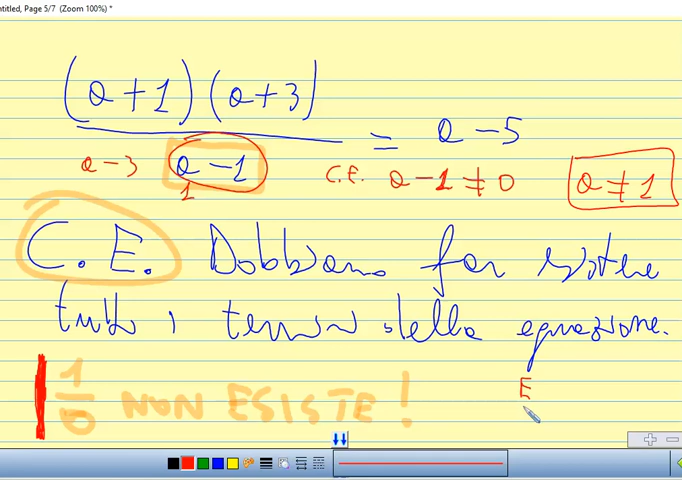 ntitled, Page 5/7 (Zoom 100%) *
(a+1)(a+3)
= a-5
a-3 a-1
1
C.E. a-1≠0 a≠1
C.E. Dobbiamo far esistere
tutti i termini della equazione.
E
1/0 NON ESISTE!